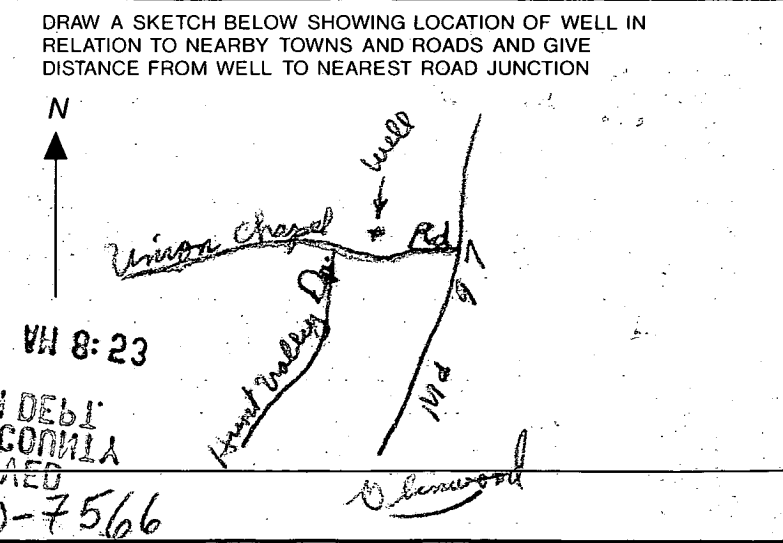 DRAW A SKETCH BELOW SHOWING LOCATION OF WELL IN
RELATION TO NEARBY TOWNS AND ROADS AND GIVE
DISTANCE FROM WELL TO NEAREST ROAD JUNCTION
N
Well
Union Chapel Rd
Hunt Valley Dr.
Md 97
8:23
DEPT.
COUNTY
-7566
Glenwood